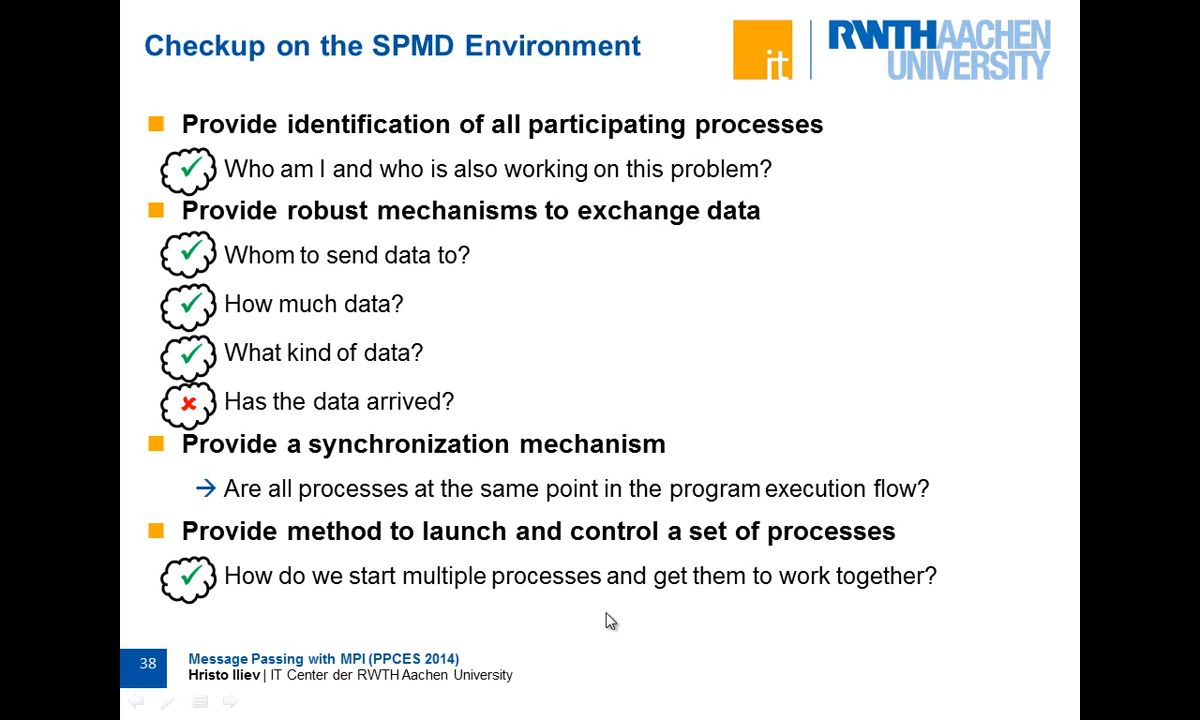 Checkup on the SPMD Environment
it
RWTHAACHEN
UNIVERSITY
Provide identification of all participating processes
Who am I and who is also working on this problem?
Provide robust mechanisms to exchange data
Whom to send data to?
How much data?
What kind of data?
Has the data arrived?
Provide a synchronization mechanism
Are all processes at the same point in the program execution flow?
Provide method to launch and control a set of processes
How do we start multiple processes and get them to work together?
38
Message Passing with MPI (PPCES 2014)
Hristo Iliev | IT Center der RWTH Aachen University